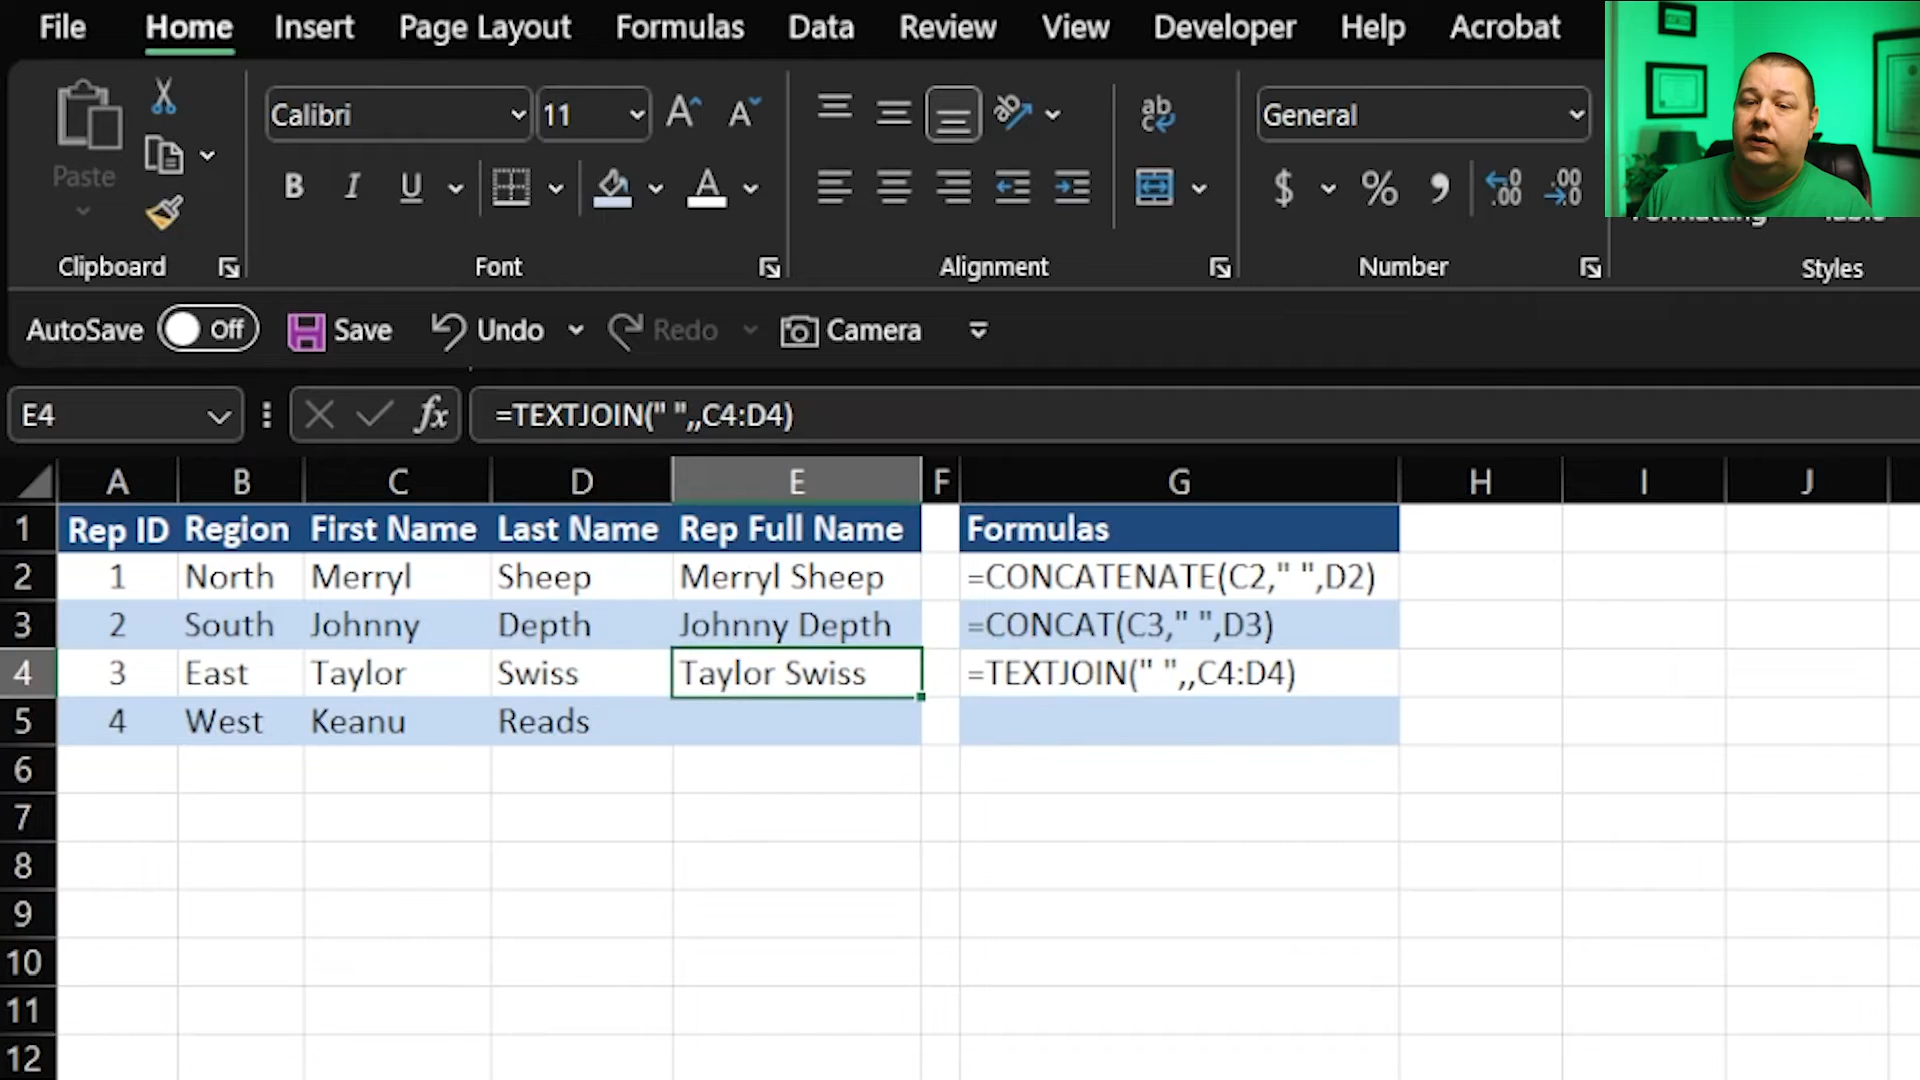 File Home Insert Page Layout Formulas Data Review View Developer Help Acrobat
Paste
Calibri 11 A A ab General
B I U A $ % , .00 .00
Clipboard Font Alignment Number Styles
AutoSave Off Save Undo Redo Camera
E4 fx =TEXTJOIN(" ",,C4:D4)
A B C D E F G H I J
1 Rep ID Region First Name Last Name Rep Full Name Formulas
2 1 North Merryl Sheep Merryl Sheep =CONCATENATE(C2," ",D2)
3 2 South Johnny Depth Johnny Depth =CONCAT(C3," ",D3)
4 3 East Taylor Swiss Taylor Swiss =TEXTJOIN(" ",,C4:D4)
5 4 West Keanu Reads
6
7
8
9
10
11
12